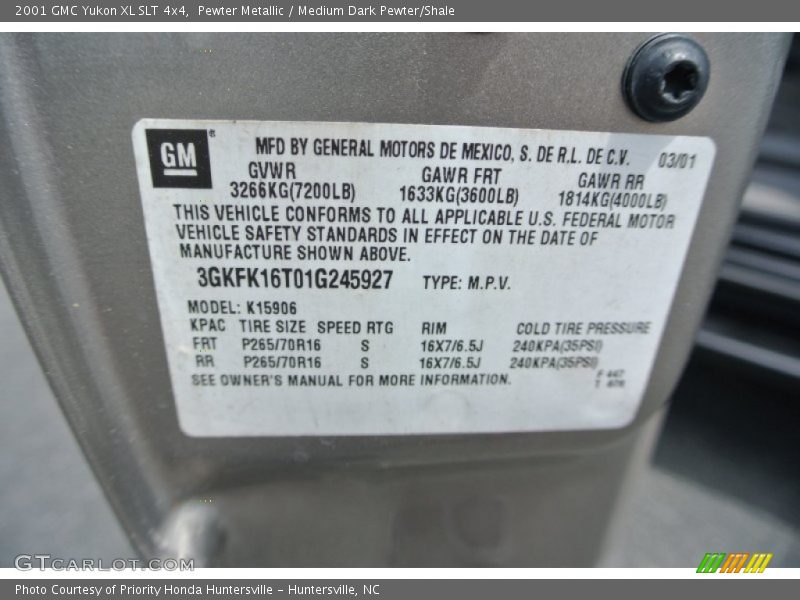 2001 GMC Yukon XL SLT 4x4,  Pewter Metallic / Medium Dark Pewter/Shale
GM ®
MFD BY GENERAL MOTORS DE MEXICO, S. DE R.L. DE C.V. 03/01
GVWR GAWR FRT GAWR RR
3266KG(7200LB) 1633KG(3600LB) 1814KG(4000LB)
THIS VEHICLE CONFORMS TO ALL APPLICABLE U.S. FEDERAL MOTOR
VEHICLE SAFETY STANDARDS IN EFFECT ON THE DATE OF
MANUFACTURE SHOWN ABOVE.
3GKFK16T01G245927 TYPE: M.P.V.
MODEL: K15906
KPAC TIRE SIZE SPEED RTG RIM COLD TIRE PRESSURE
FRT P265/70R16 S 16X7/6.5J 240KPA(35PSI)
RR P265/70R16 S 16X7/6.5J 240KPA(35PSI)
SEE OWNER'S MANUAL FOR MORE INFORMATION.
GTCARLOT.COM
Photo Courtesy of Priority Honda Huntersville – Huntersville, NC